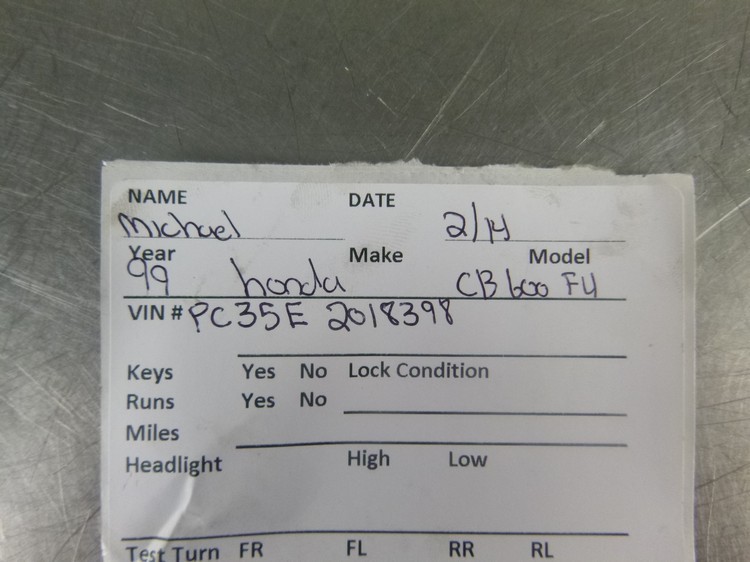 NAME DATE
Michael 2/14
Year Make Model
99 honda CB600 F4
VIN # PC35E 2018398
Keys Yes No Lock Condition
Runs Yes No
Miles
Headlight High Low
Test Turn FR FL RR RL